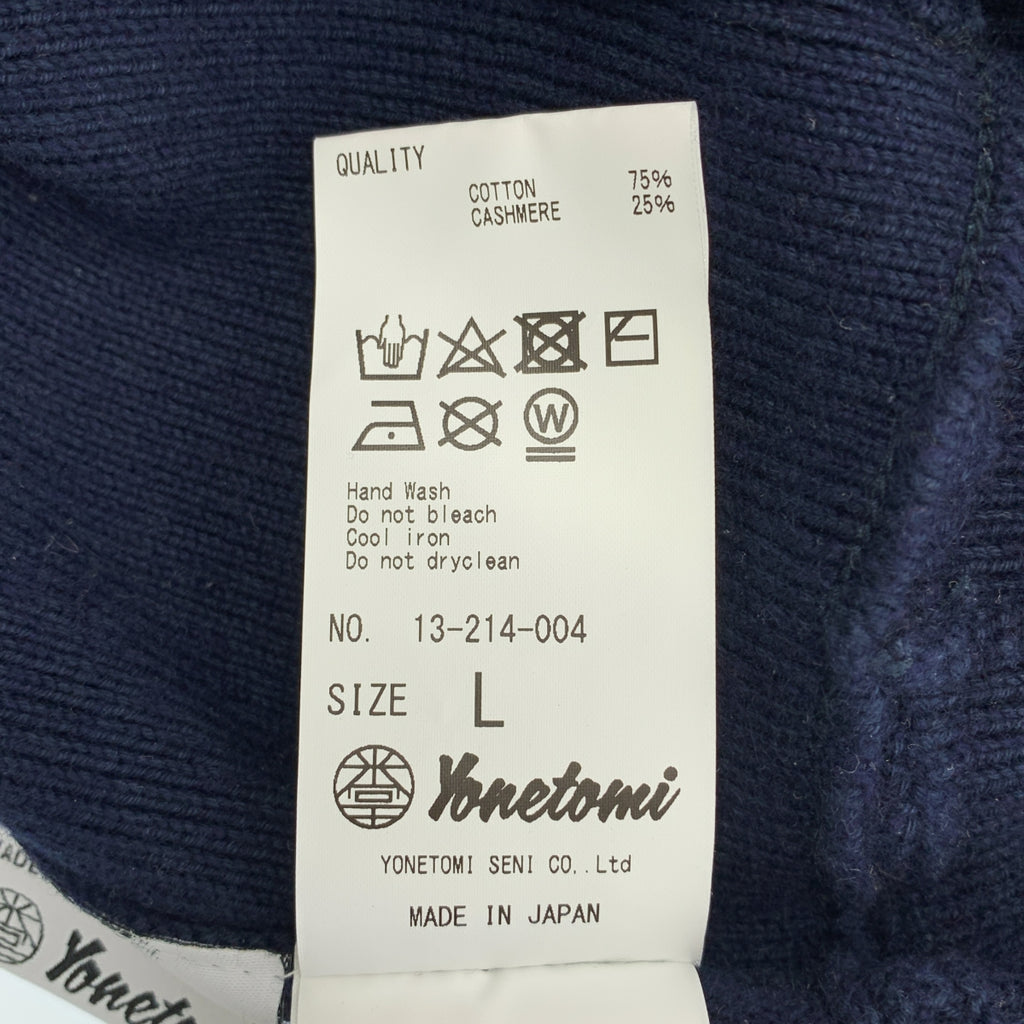 QUALITY
COTTON 75%
CASHMERE 25%
W
Hand Wash
Do not bleach
Cool iron
Do not dryclean
NO. 13-214-004
SIZE L
Yonetomi
YONETOMI SENI CO,.Ltd
MADE IN JAPAN